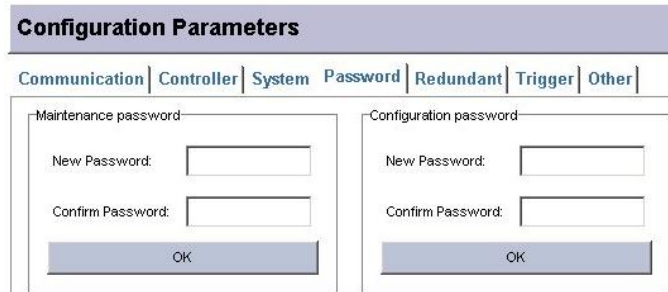 Configuration Parameters
Communication Controller System Password Redundant Trigger Other
Maintenance password
New Password:
Confirm Password:
OK
Configuration password
New Password:
Confirm Password:
OK